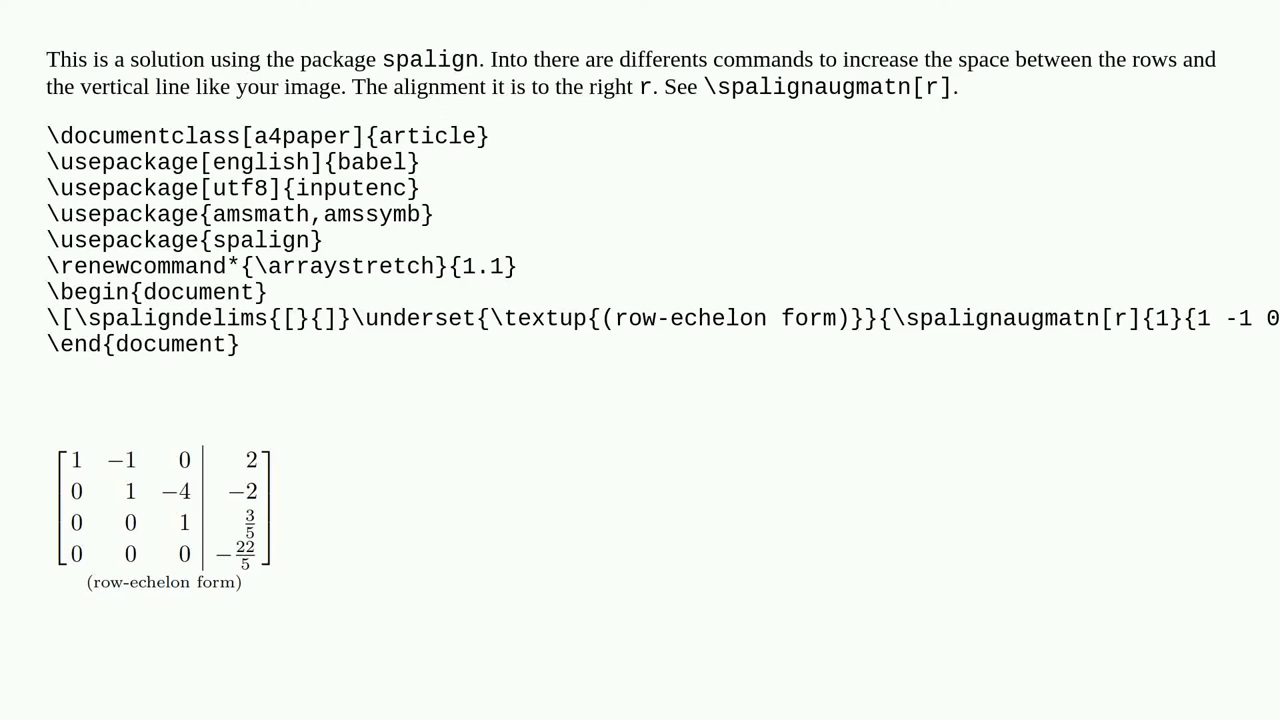 This is a solution using the package spalign. Into there are differents commands to increase the space between the rows and
the vertical line like your image. The alignment it is to the right r. See \spalignaugmatn[r].
\documentclass[a4paper]{article}
\usepackage[english]{babel}
\usepackage[utf8]{inputenc}
\usepackage{amsmath,amssymb}
\usepackage{spalign}
\renewcommand*{\arraystretch}{1.1}
\begin{document}
\[\spaligndelims{[}{]}\underset{\textup{(row-echelon form)}}{\spalignaugmatn[r]{1}{1 -1 0
\end{document}
1 −1 0 | 2
0 1 −4 | −2
0 0 1 | 3/5
0 0 0 | −22/5
(row-echelon form)